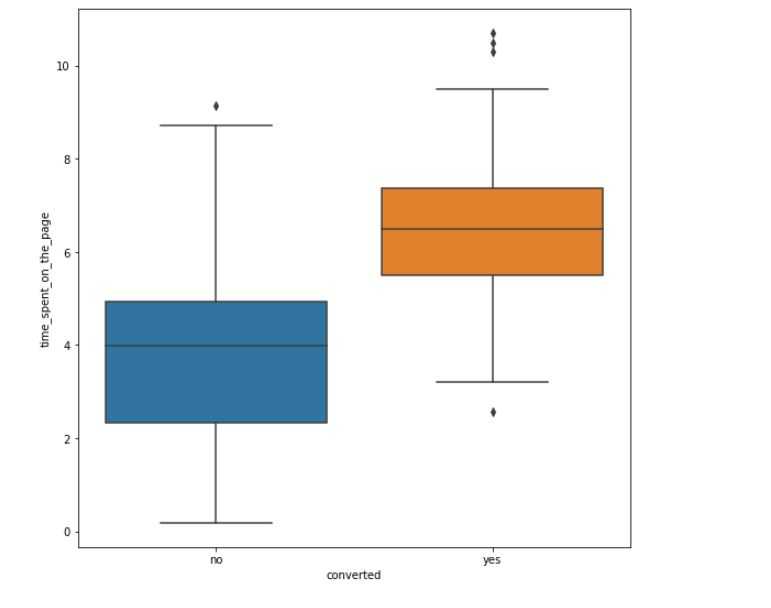 10
8
6
4
2
0
time_spent_on_the_page
no
yes
converted